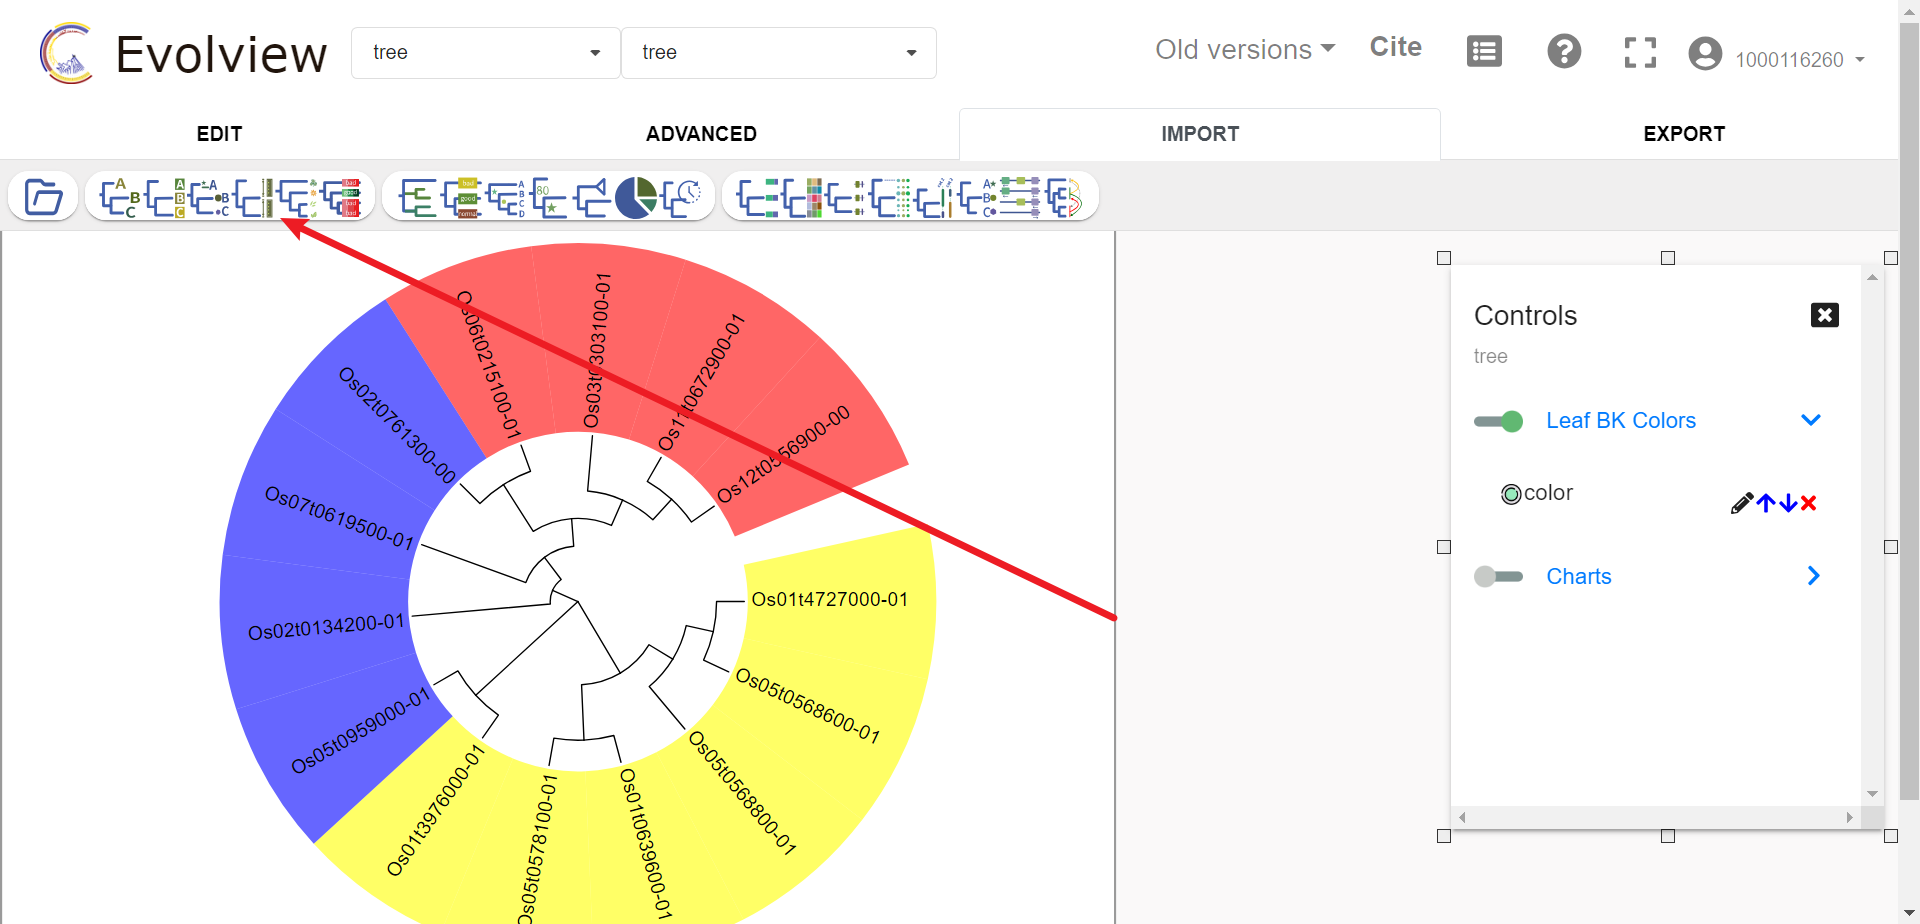 Evolview
tree
tree
Old versions
Cite
1000116260
EDIT
ADVANCED
IMPORT
EXPORT
Os06t0215100-01
Os03t0303100-01
Os11t0672900-01
Os12t0556900-00
Os02t0761300-00
Os07t0619500-01
Os02t0134200-01
Os05t0959000-01
Os01t3976000-01
Os05t0578100-01
Os01t0639600-01
Os05t0568800-01
Os05t0568600-01
Os01t4727000-01
Controls
tree
Leaf BK Colors
color
Charts